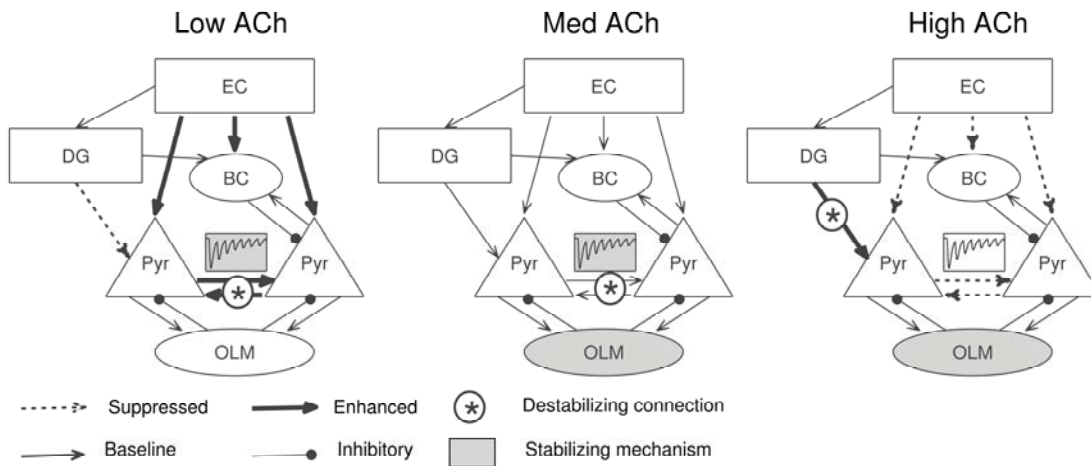 Low ACh
Med ACh
High ACh
EC
EC
EC
DG
DG
DG
BC
BC
BC
Pyr
*
Pyr
Pyr
*
Pyr
*
Pyr
Pyr
OLM
OLM
OLM
Suppressed
Enhanced
* Destabilizing connection
Baseline
Inhibitory
Stabilizing mechanism